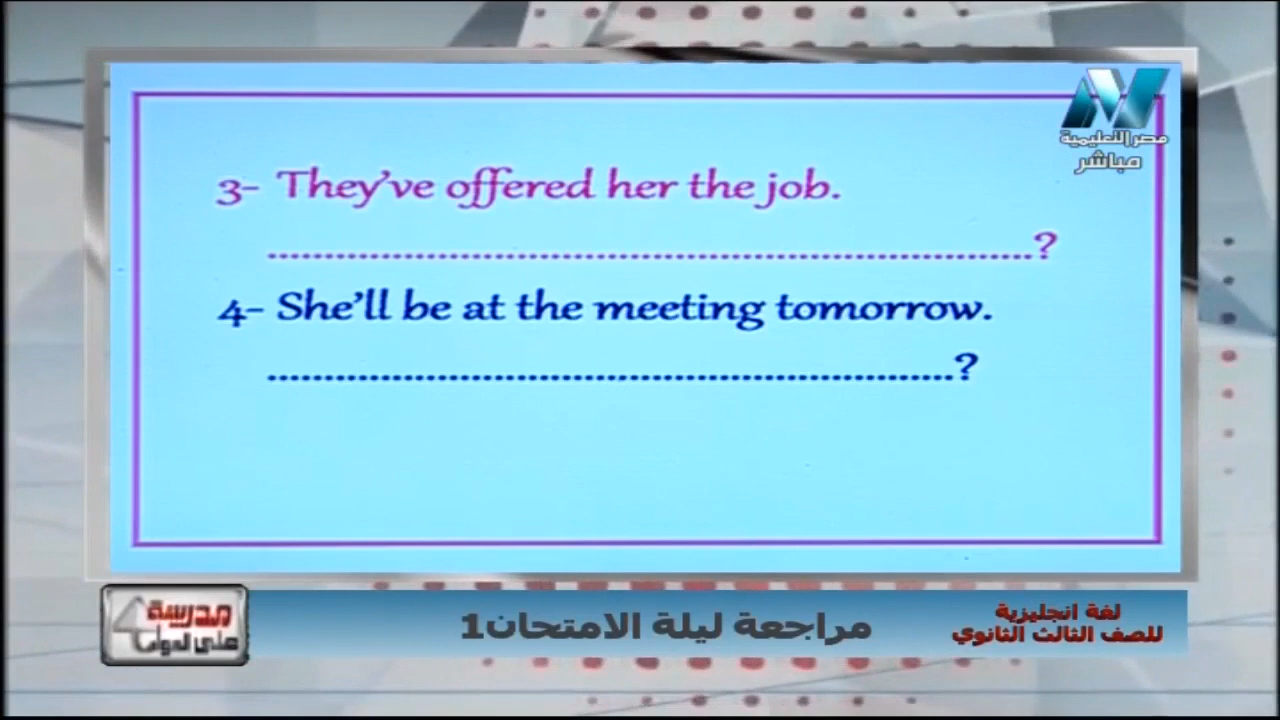 مصر التعليمية
مباشر
3- They've offered her the job.
....................................................................................?
4- She'll be at the meeting tomorrow.
...........................................................................?
مدرسة
على الهواء
مراجعة ليلة الامتحان1
لغة انجليزية
للصف الثالث الثانوي